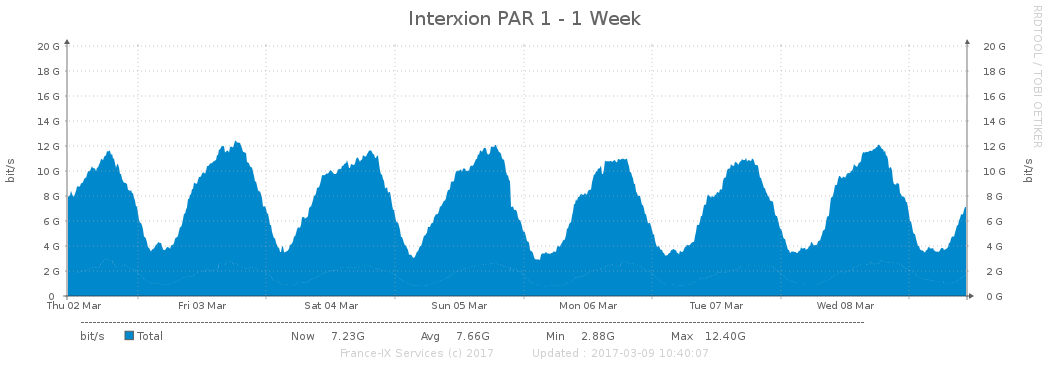 Interxion PAR 1 - 1 Week
RRDTOOL / TOBI OETIKER
20 G 20 G
18 G 18 G
16 G 16 G
14 G 14 G
12 G 12 G
10 G 10 G
8 G 8 G
6 G 6 G
4 G 4 G
2 G 2 G
0 0 G
bit/s
bit/s
Thu 02 Mar Fri 03 Mar Sat 04 Mar Sun 05 Mar Mon 06 Mar Tue 07 Mar Wed 08 Mar
bit/s Total Now 7.23G Avg 7.66G Min 2.88G Max 12.40G
France-IX Services (c) 2017 Updated : 2017-03-09 10:40:07